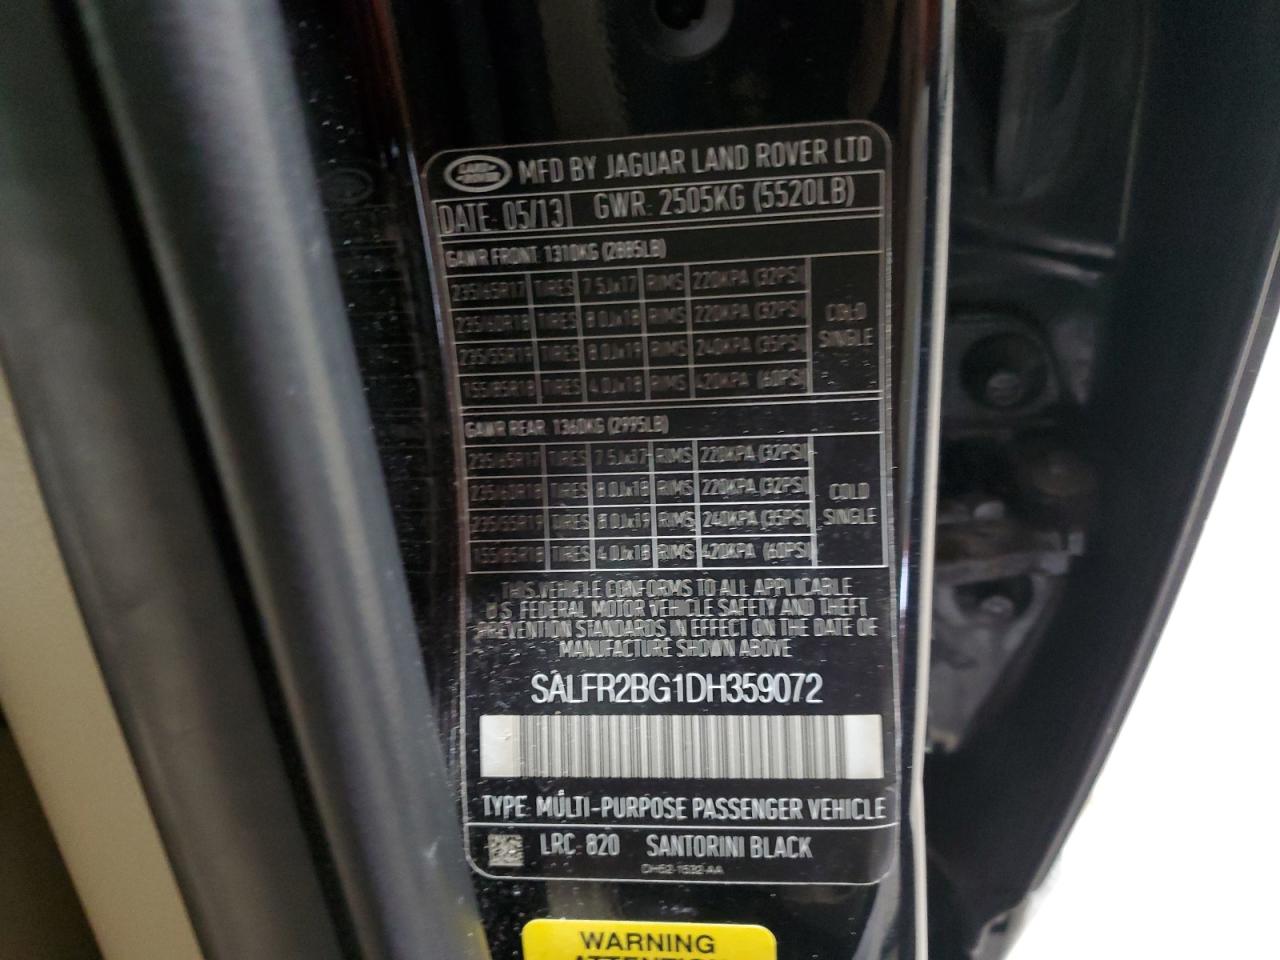 LAND ROVER MFD BY JAGUAR LAND ROVER LTD
DATE: 05/13 GWR: 2505KG (5520LB)
GAWR FRONT: 1310KG (2885LB)
235/65R17 TIRES 7.5Jx17 RIMS 220KPA (32PSI)
235/60R18 TIRES 8.0Jx18 RIMS 220KPA (32PSI)
235/55R19 TIRES 8.0Jx19 RIMS 240KPA (35PSI)
155/85R18 TIRES 4.0Jx18 RIMS 420KPA (60PSI)
COLD
SINGLE
GAWR REAR: 1360KG (2995LB)
235/65R17 TIRES 7.5Jx17 RIMS 220KPA (32PSI)
235/60R18 TIRES 8.0Jx18 RIMS 220KPA (32PSI)
235/55R19 TIRES 8.0Jx19 RIMS 240KPA (35PSI)
155/85R18 TIRES 4.0Jx18 RIMS 420KPA (60PSI)
COLD
SINGLE
THIS VEHICLE CONFORMS TO ALL APPLICABLE
U.S. FEDERAL MOTOR VEHICLE SAFETY AND THEFT
PREVENTION STANDARDS IN EFFECT ON THE DATE OF
MANUFACTURE SHOWN ABOVE
SALFR2BG1DH359072
TYPE: MULTI-PURPOSE PASSENGER VEHICLE
LRC 820 SANTORINI BLACK
DH52-1532-AA
WARNING